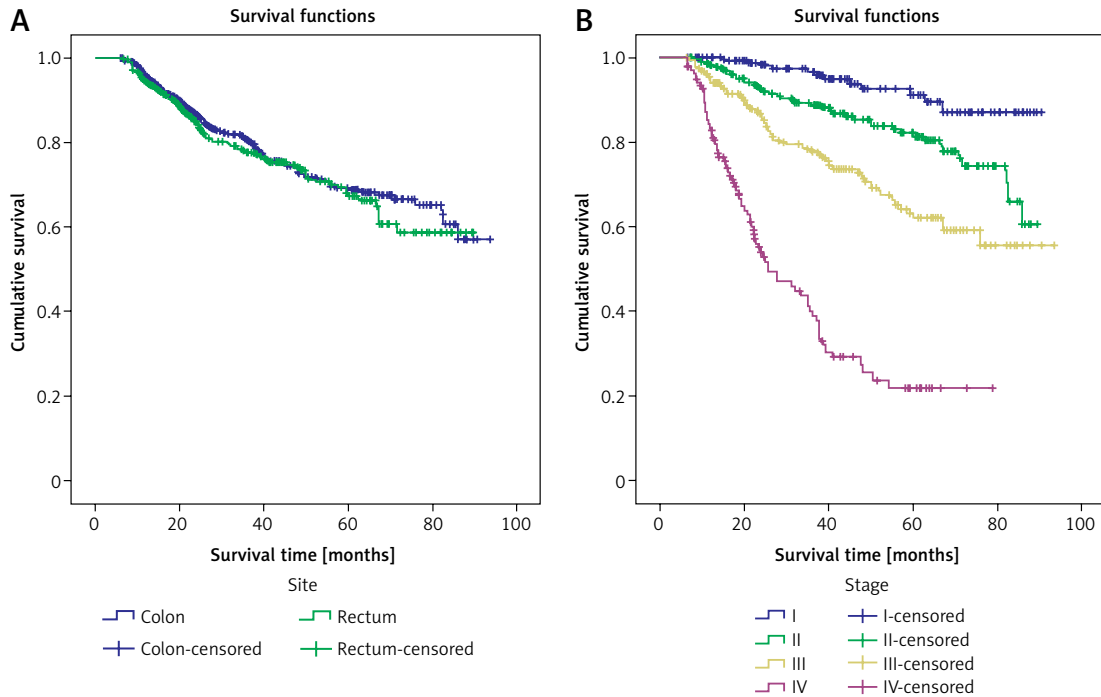 A
Survival functions
Cumulative survival
1.0
0.8
0.6
0.4
0.2
0
0 20 40 60 80 100
Survival time [months]
Site
Colon Rectum
Colon-censored Rectum-censored
B
Survival functions
Cumulative survival
1.0
0.8
0.6
0.4
0.2
0
0 20 40 60 80 100
Survival time [months]
Stage
I I-censored
II II-censored
III III-censored
IV IV-censored